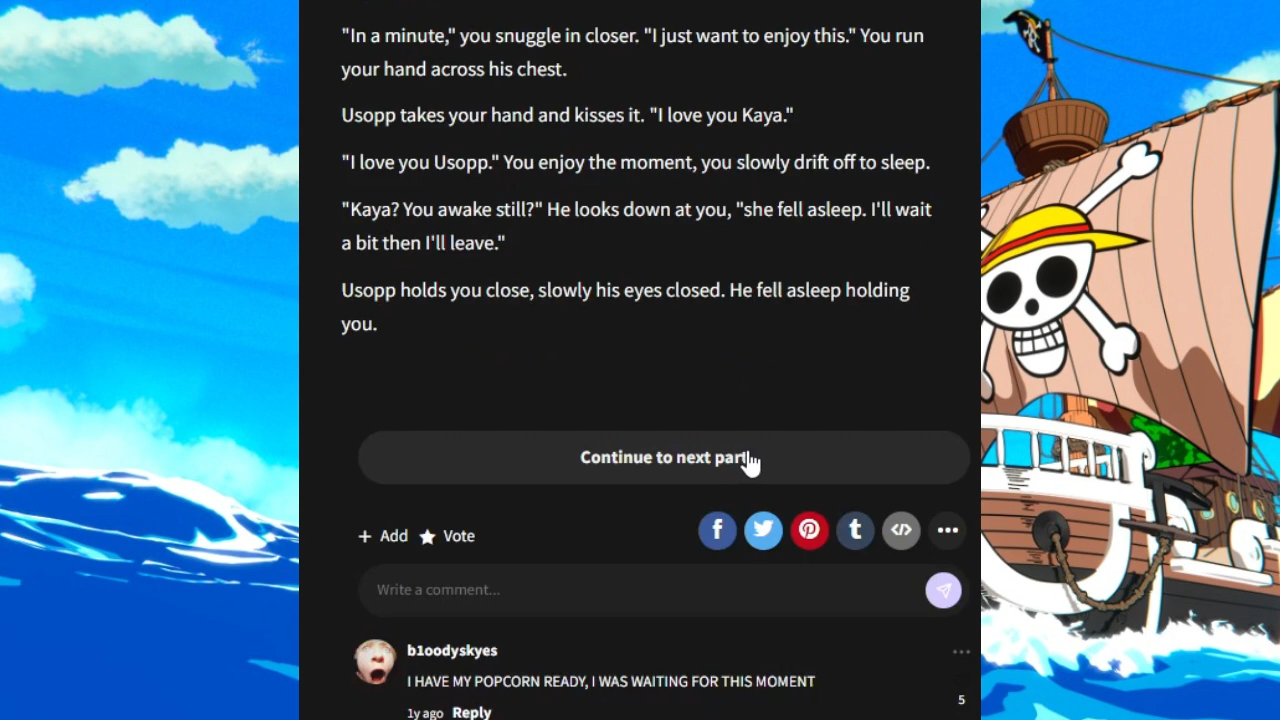 "In a minute," you snuggle in closer. "I just want to enjoy this." You run
your hand across his chest.
Usopp takes your hand and kisses it. "I love you Kaya."
"I love you Usopp." You enjoy the moment, you slowly drift off to sleep.
"Kaya? You awake still?" He looks down at you, "she fell asleep. I'll wait
a bit then I'll leave."
Usopp holds you close, slowly his eyes closed. He fell asleep holding
you.
Continue to next part
+ Add ★ Vote
Write a comment...
b1oodyskyes
I HAVE MY POPCORN READY, I WAS WAITING FOR THIS MOMENT
5
1y ago Reply